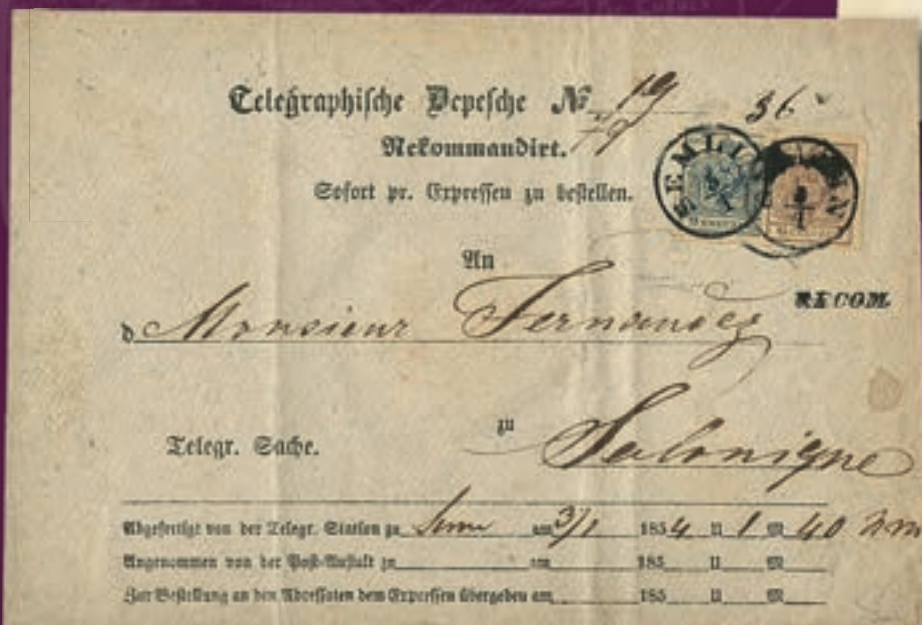 Telegraphische Depesche No 19 36
Rekommandirt.
Sofort pr. Expressen zu bestellen.
SEMLIN
An
RECOM.
d Monsieur Fernandez
zu Salonique
Telegr. Sache.
Abgefertigt von der Telegr. Station zu am 3/1 1854 U 1 M 40
Angenommen von der Post-Anstalt zu am 185 U M
Zur Bestellung an den Adressaten dem Expressen übergeben am 185 U M